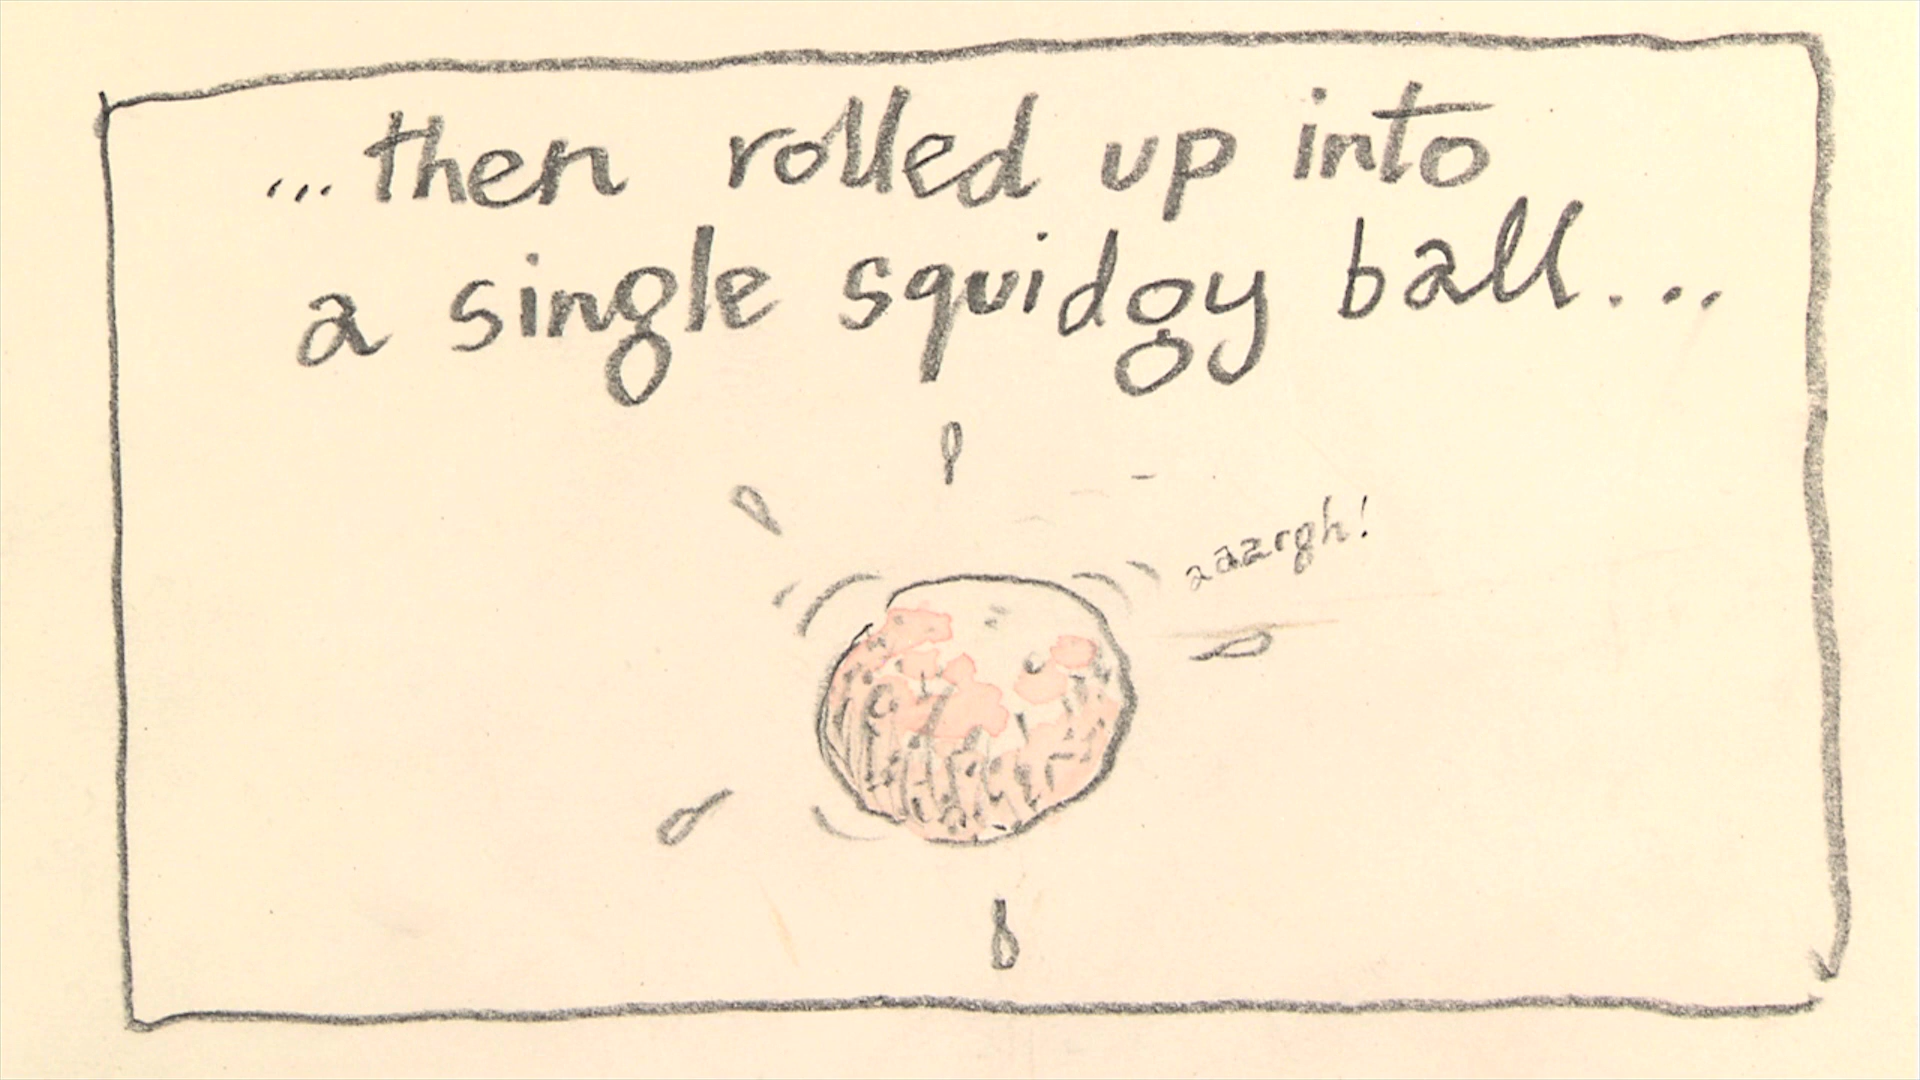 ...then rolled up into
a single squidgy ball...
aaargh!